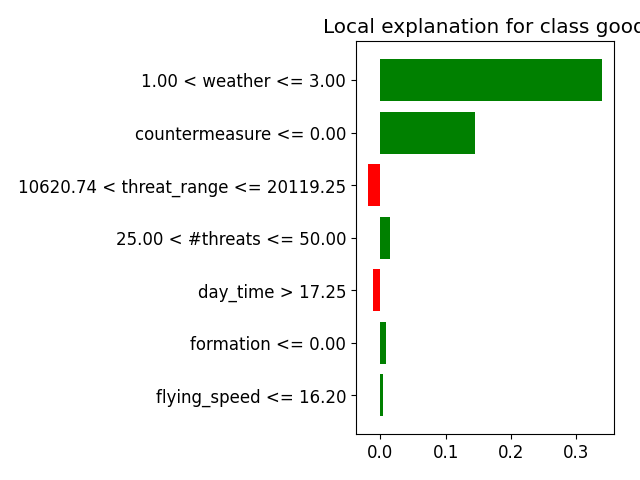 Local explanation for class good
1.00 < weather <= 3.00
countermeasure <= 0.00
10620.74 < threat_range <= 20119.25
25.00 < #threats <= 50.00
day_time > 17.25
formation <= 0.00
flying_speed <= 16.20
0.0 0.1 0.2 0.3